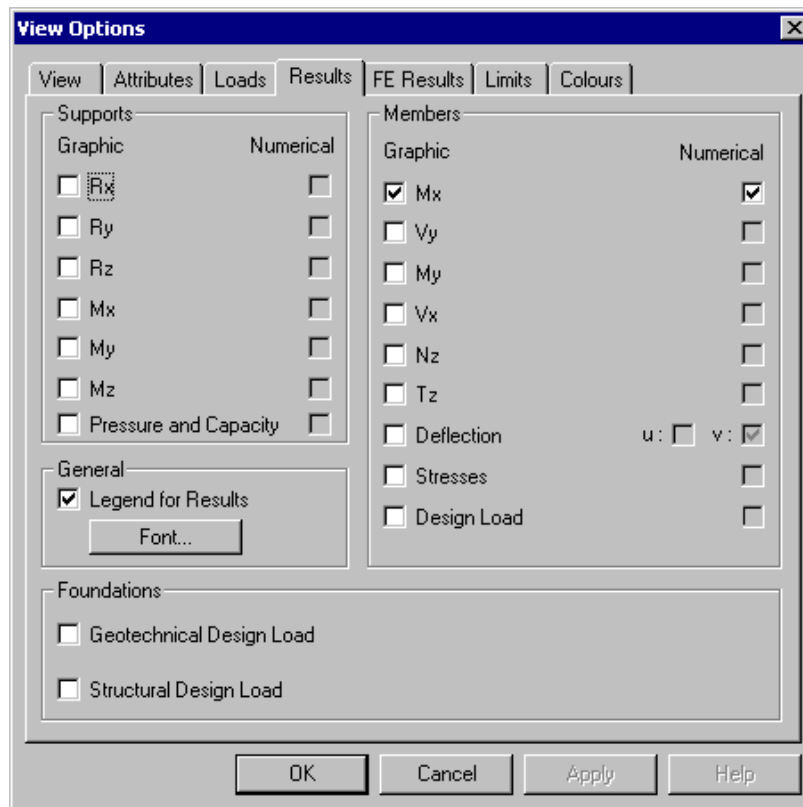 View Options
View Attributes Loads Results FE Results Limits Colours
Supports
Graphic Numerical
Rx
Ry
Rz
Mx
My
Mz
Pressure and Capacity
General
Legend for Results
Font...
Members
Graphic Numerical
Mx
Vy
My
Vx
Nz
Tz
Deflection u: v:
Stresses
Design Load
Foundations
Geotechnical Design Load
Structural Design Load
OK Cancel Apply Help